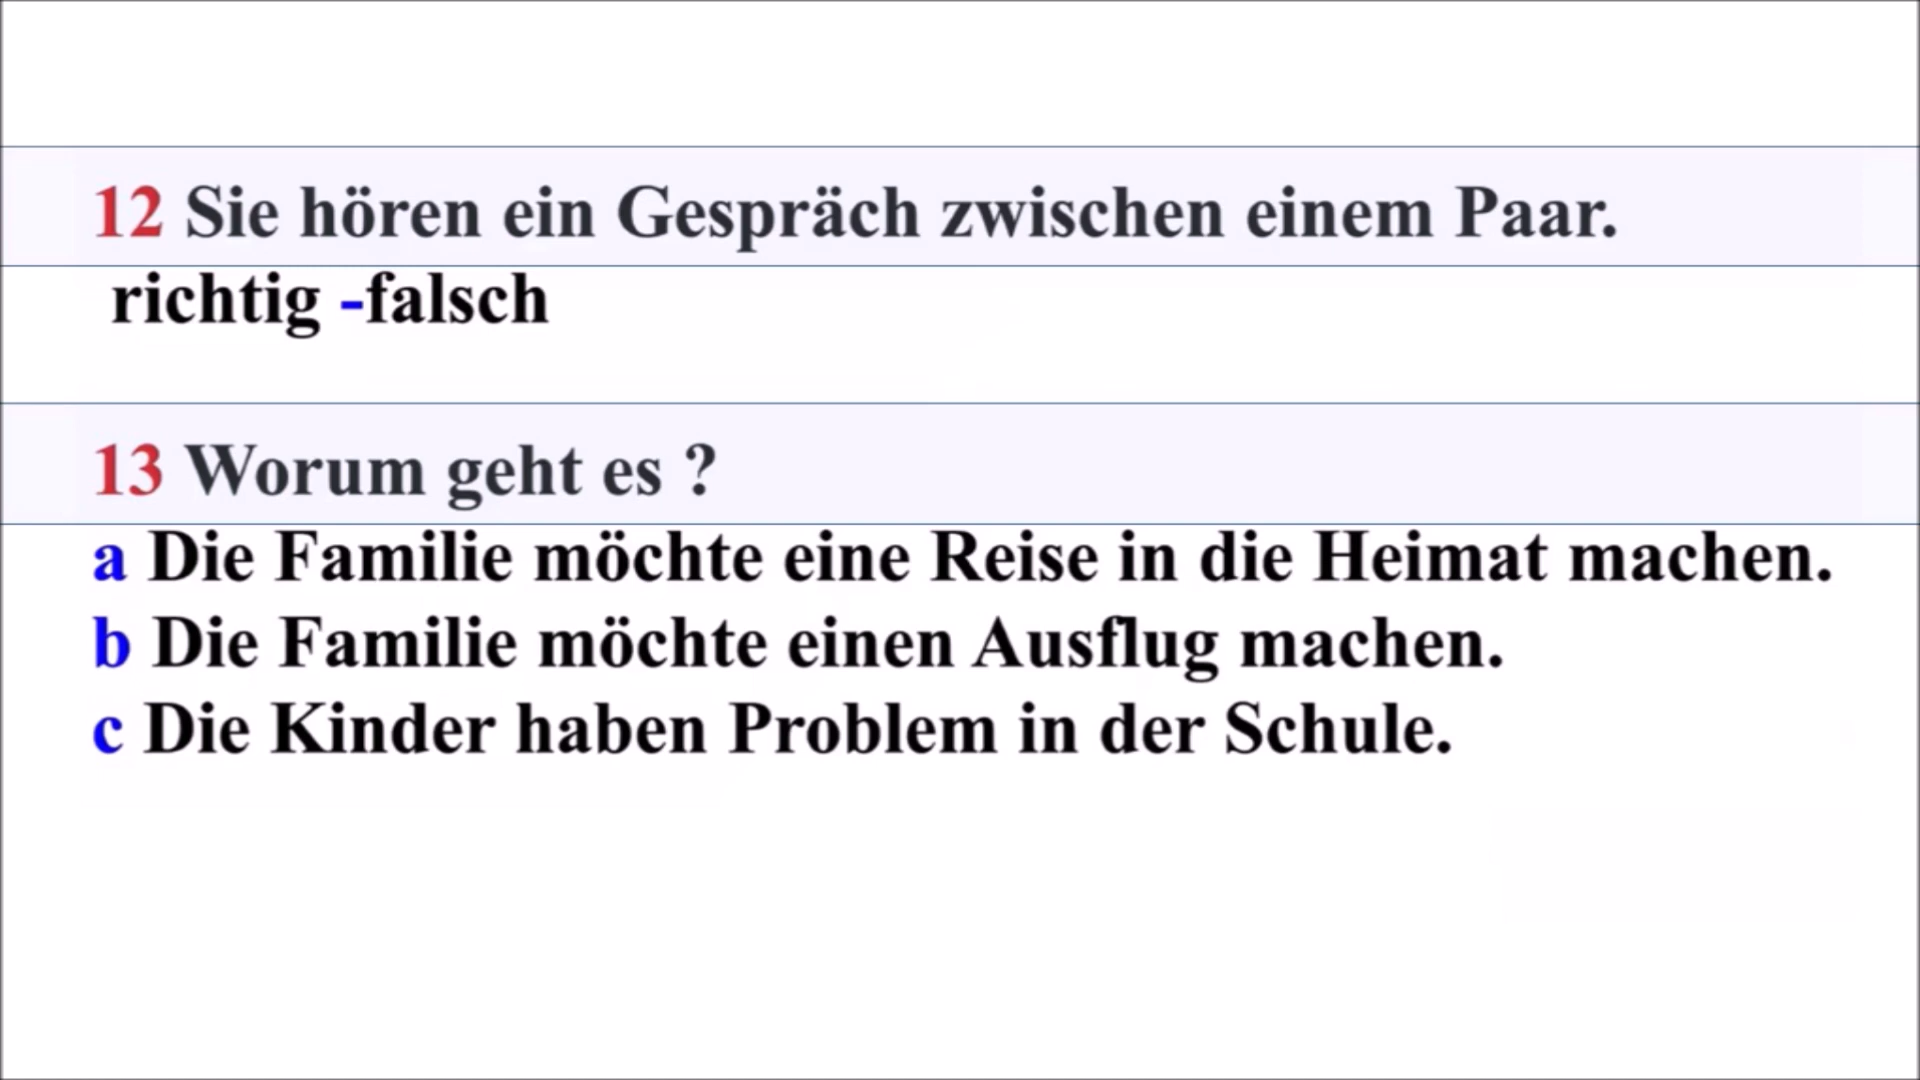 12 Sie hören ein Gespräch zwischen einem Paar.
richtig -falsch
13 Worum geht es ?
a Die Familie möchte eine Reise in die Heimat machen.
b Die Familie möchte einen Ausflug machen.
c Die Kinder haben Problem in der Schule.